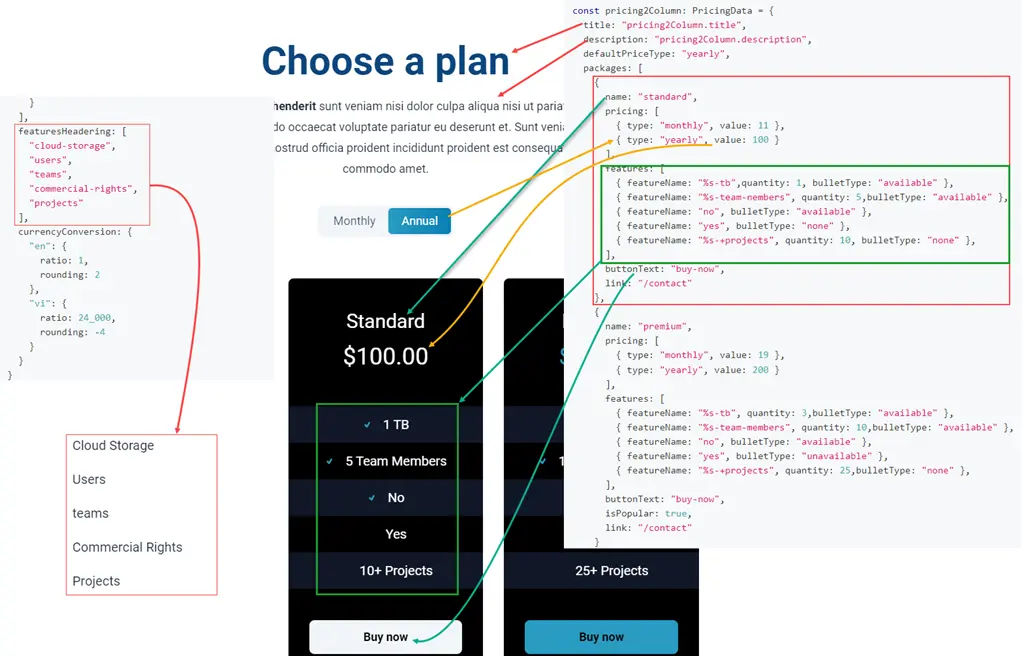 }
],
featuresHeadering: [
"cloud-storage",
"users",
"teams",
"commercial-rights",
"projects"
],
currencyConversion: {
"en": {
ratio: 1,
rounding: 2
},
"vi": {
ratio: 24_000,
rounding: -4
}
}
}
Cloud Storage
Users
teams
Commercial Rights
Projects
Choose a plan
henderit sunt veniam nisi dolor culpa aliqua nisi ut pariat
do occaecat voluptate pariatur eu deserunt et. Sunt veni
ostrud officia proident incididunt proident est consequa
commodo amet.
Monthly
Annual
Standard
$100.00
1 TB
5 Team Members
No
Yes
10+ Projects
Buy now
25+ Projects
Buy now
const pricing2Column: PricingData = {
title: "pricing2Column.title",
description: "pricing2Column.description",
defaultPriceType: "yearly",
packages: [
{
name: "standard",
pricing: [
{ type: "monthly", value: 11 },
{ type: "yearly", value: 100 }
],
features: [
{ featureName: "%s-tb",quantity: 1, bulletType: "available" },
{ featureName: "%s-team-nembers", quantity: 5,bulletType: "available" },
{ featureName: "no", bulletType: "available" },
{ featureName: "yes", bulletType: "none" },
{ featureName: "%s-+projects", quantity: 10, bulletType: "none" },
],
buttonText: "buy-now",
link: "/contact"
},
{
name: "premium",
pricing: [
{ type: "monthly", value: 19 },
{ type: "yearly", value: 200 }
],
features: [
{ featureName: "%s-tb", quantity: 3,bulletType: "available" },
{ featureName: "%s-team-members", quantity: 10,bulletType: "available" },
{ featureName: "no", bulletType: "available" },
{ featureName: "yes", bulletType: "unavailable" },
{ featureName: "%s-+projects", quantity: 25,bulletType: "none" },
],
buttonText: "buy-now",
isPopular: true,
link: "/contact"
}